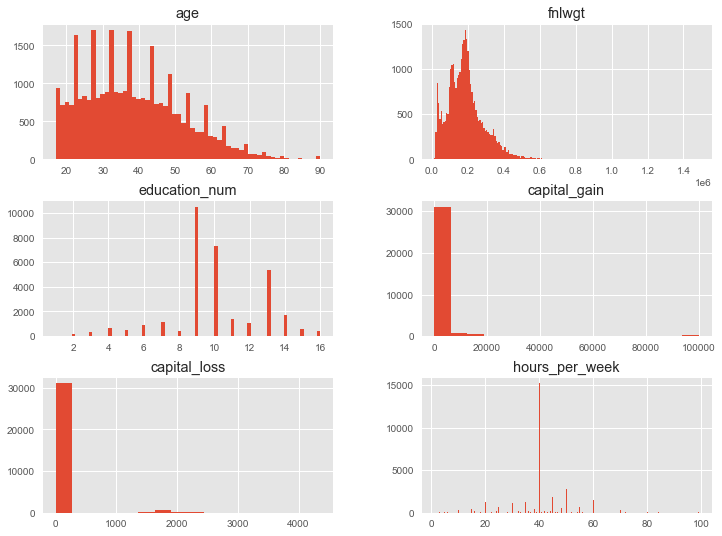 age
fnlwgt
1500
1000
500
0
20 30 40 50 60 70 80 90
1500
1000
500
0
0.0 0.2 0.4 0.6 0.8 1.0 1.2 1.4
1e6
education_num
capital_gain
10000
8000
6000
4000
2000
0
2 4 6 8 10 12 14 16
30000
20000
10000
0
0 20000 40000 60000 80000 100000
capital_loss
hours_per_week
30000
20000
10000
0
0 1000 2000 3000 4000
15000
10000
5000
0
0 20 40 60 80 100